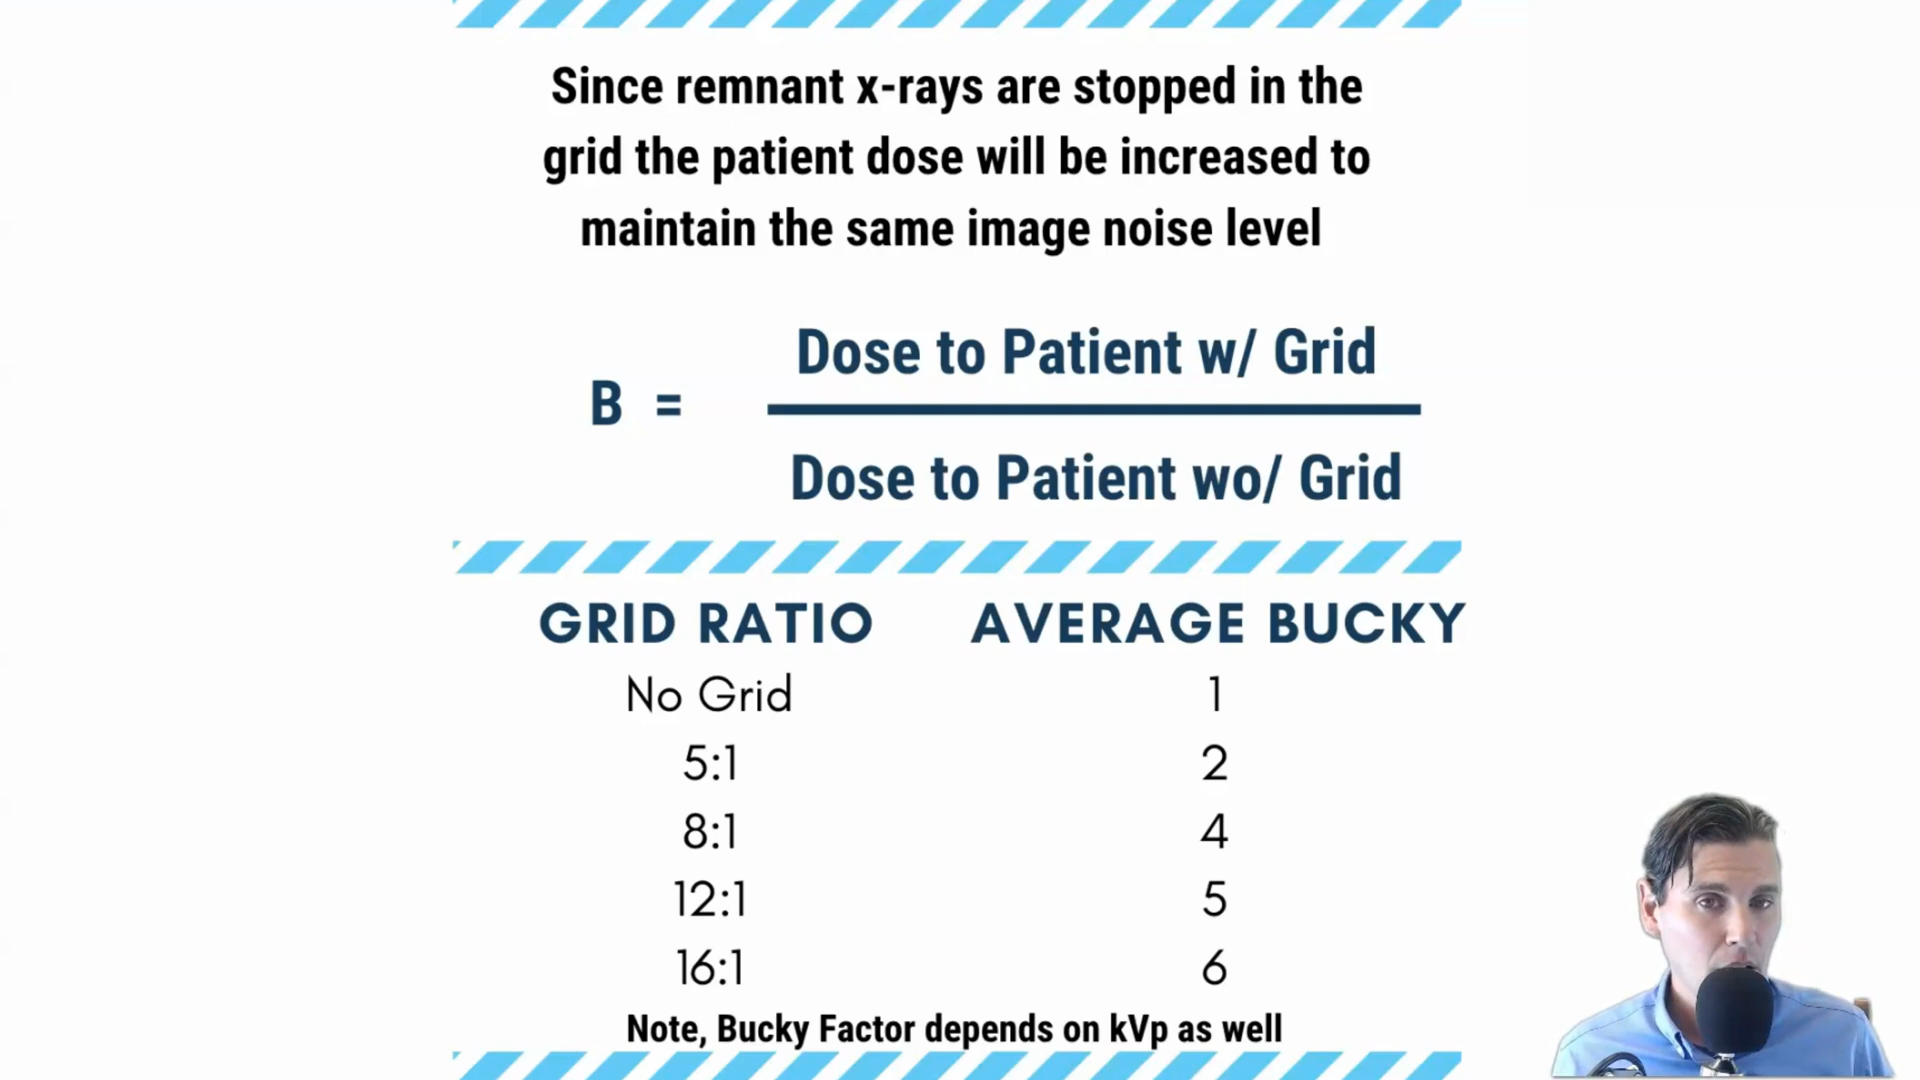 Since remnant x-rays are stopped in the
grid the patient dose will be increased to
maintain the same image noise level
B = Dose to Patient w/ Grid
Dose to Patient wo/ Grid
GRID RATIO AVERAGE BUCKY
No Grid 1
5:1 2
8:1 4
12:1 5
16:1 6
Note, Bucky Factor depends on kVp as well